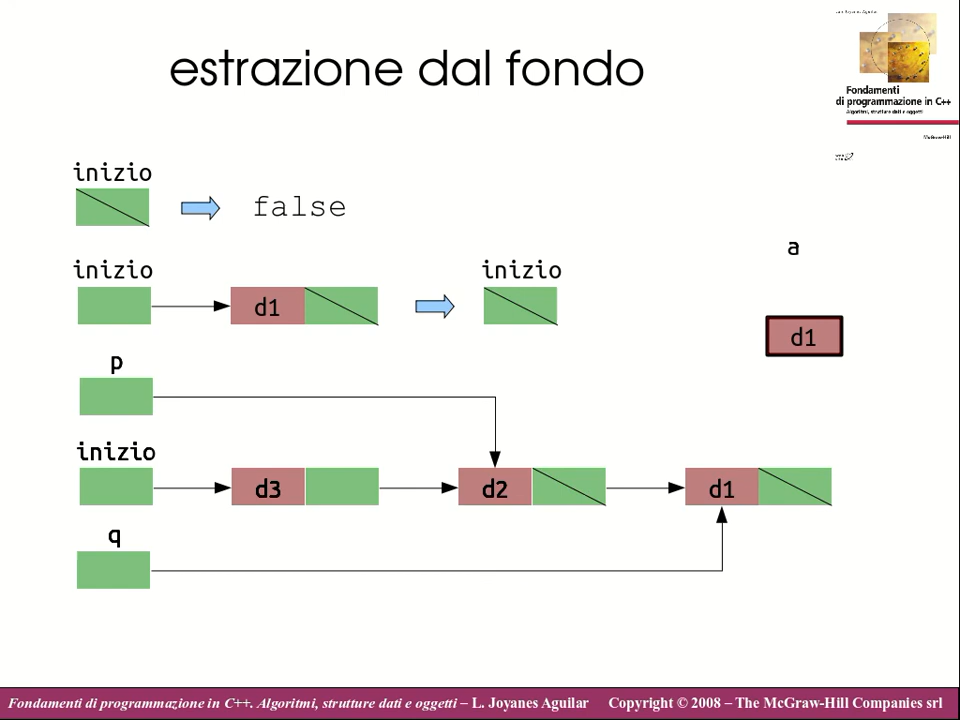 estrazione dal fondo
Fondamenti
di programmazione in C++
Algoritmi, strutture dati e oggetti
McGraw-Hill
inizio
false
a
inizio
d1
inizio
d1
p
inizio
d3
d2
d1
q
Fondamenti di programmazione in C++. Algoritmi, strutture dati e oggetti – L. Joyanes Aguilar Copyright © 2008 – The McGraw-Hill Companies srl